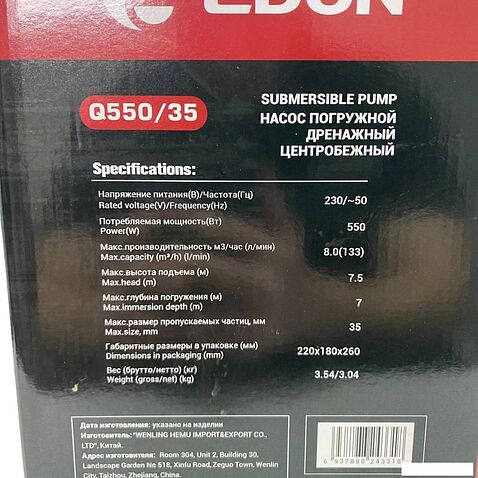 EDON
Q550/35
SUBMERSIBLE PUMP
НАСОС ПОГРУЖНОЙ
ДРЕНАЖНЫЙ
ЦЕНТРОБЕЖНЫЙ
Specifications:
Напряжение питания(В)/Частота(Гц)
Rated voltage(V)/Frequency(Hz)
230/~50
Потребляемая мощность(Вт)
Power(W)
550
Макс.производительность м3/час (л/мин)
Max.capacity (m³/h) (l/min)
8.0(133)
Макс.высота подъема (м)
Max.head (m)
7.5
Макс.глубина погружения (м)
Max.immersion depth (m)
7
Макс.размер пропускаемых частиц, мм
Max.size, mm
35
Габаритные размеры в упаковке (мм)
Dimensions in packaging (mm)
220x180x260
Вес (брутто/нетто) (кг)
Weight (gross/net) (kg)
3.54/3.04
Дата изготовления: указано на изделии
Изготовитель: "WENLING HEMU IMPORT&EXPORT CO.,
LTD", Китай.
Адрес изготовителя: Room 304, Unit 2, Building 30,
Landscape Garden No 518, Xinfu Road, Zeguo Town, Wenlin
City, Taizhou, Zhejiang, China.
6 937888 243318